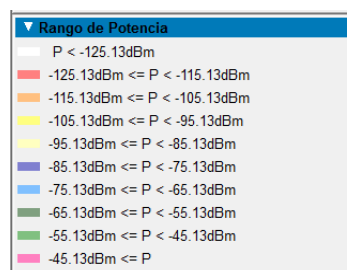 Rango de Potencia
P < -125.13dBm
-125.13dBm <= P < -115.13dBm
-115.13dBm <= P < -105.13dBm
-105.13dBm <= P < -95.13dBm
-95.13dBm <= P < -85.13dBm
-85.13dBm <= P < -75.13dBm
-75.13dBm <= P < -65.13dBm
-65.13dBm <= P < -55.13dBm
-55.13dBm <= P < -45.13dBm
-45.13dBm <= P